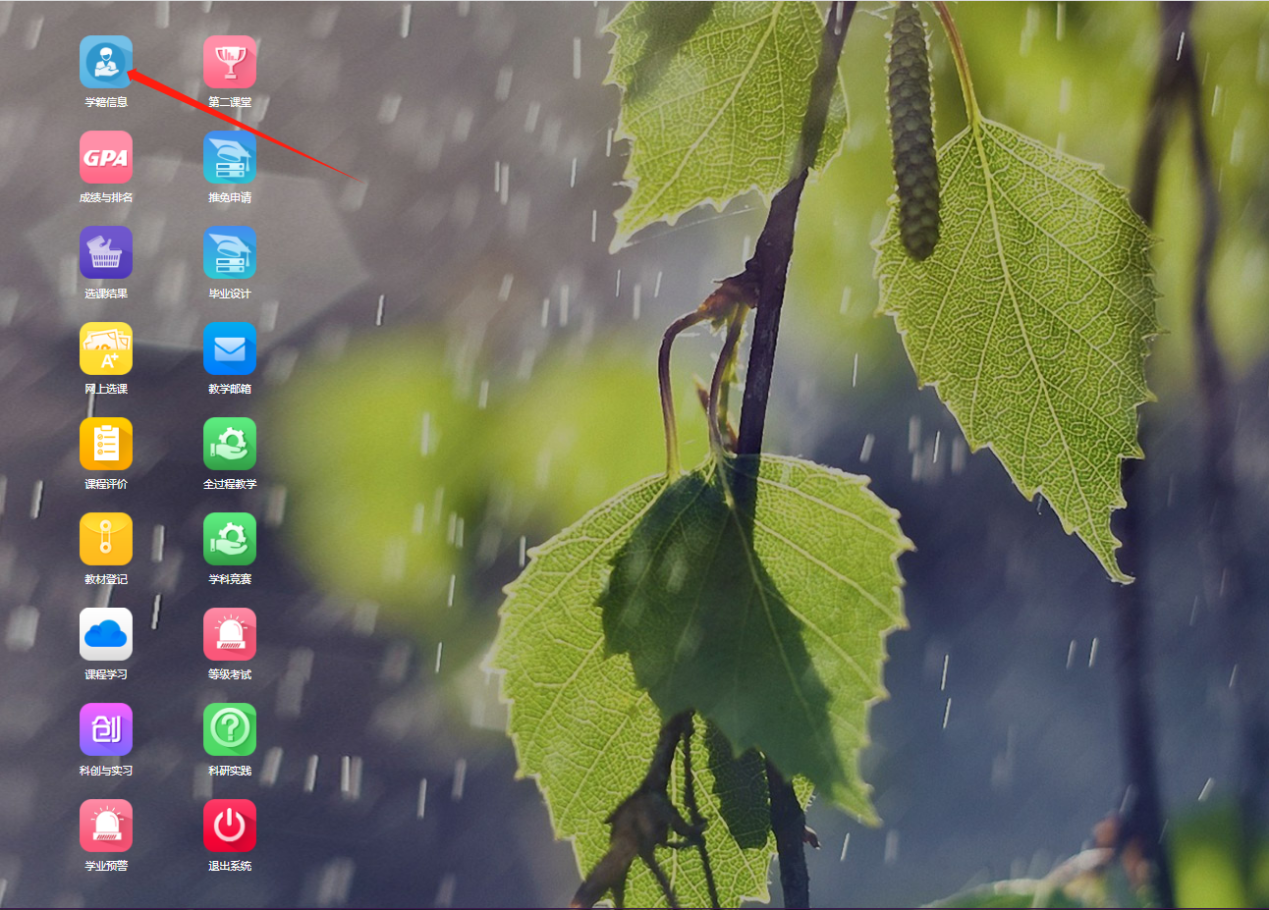 学籍信息
第二课堂
GPA
成绩与排名
推免申请
选课结果
毕业设计
A+
网上选课
教学邮箱
课程评价
全过程教学
教材登记
学科竞赛
课程学习
等级考试
创
科创与实习
?
科研实践
学业预警
退出系统